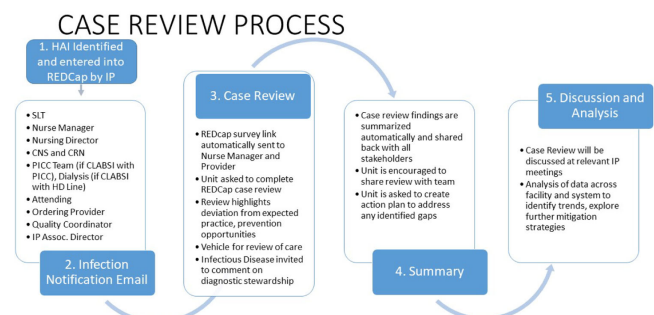 CASE REVIEW PROCESS
1. HAI Identified
and entered into
REDCap by IP
• SLT
• Nurse Manager
• Nursing Director
• CNS and CRN
• PICC Team (if CLABSI with
PICC), Dialysis (if CLABSI
with HD Line)
• Attending
• Ordering Provider
• Quality Coordinator
• IP Assoc. Director
2. Infection
Notification Email
3. Case Review
• REDcap survey link
automatically sent to
Nurse Manager and
Provider
• Unit asked to complete
REDCap case review
• Review highlights
deviation from expected
practice, prevention
opportunities
• Vehicle for review of care
• Infectious Disease invited
to comment on
diagnostic stewardship
• Case review findings are
summarized
automatically and shared
back with all
stakeholders
• Unit is encouraged to
share review with team
• Unit is asked to create
action plan to address
any identified gaps
4. Summary
5. Discussion and
Analysis
• Case Review will be
discussed at relevant IP
meetings
• Analysis of data across
facility and system to
identify trends, explore
further mitigation
strategies